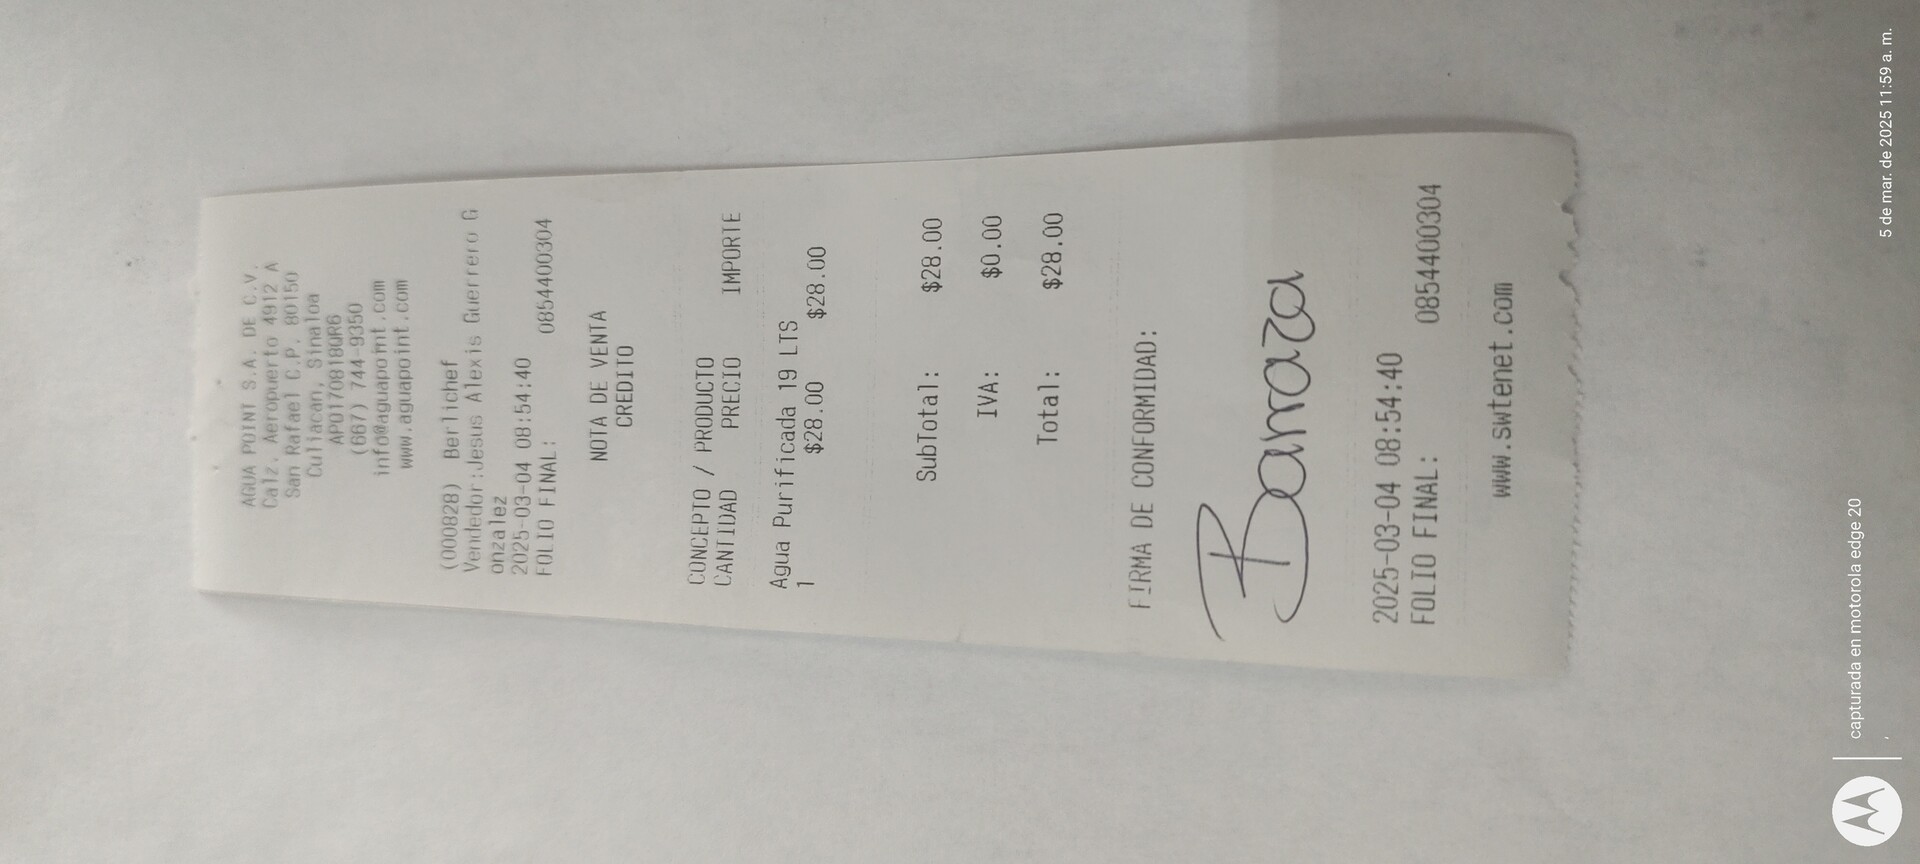 AGUA POINT S.A. DE C.V.
Calz. Aeropuerto 4912 A
San Rafael C.P. 80150
Culiacan, Sinaloa
APO170818QR6
(667) 744-9350
info@aguapoint.com
www.aguapoint.com
(000828) Berlichef
Vendedor:Jesus Alexis Guerrero G
onzalez
2025-03-04 08:54:40
FOLIO FINAL: 0854400304
NOTA DE VENTA
CREDITO
CONCEPTO / PRODUCTO
CANTIDAD PRECIO IMPORTE
Agua Purificada 19 LTS
1 $28.00 $28.00
SubTotal: $28.00
IVA: $0.00
Total: $28.00
FIRMA DE CONFORMIDAD:
Barraza
2025-03-04 08:54:40
FOLIO FINAL: 0854400304
www.swtenet.com
capturada en motorola edge 20
5 de mar. de 2025 11:59 a. m.